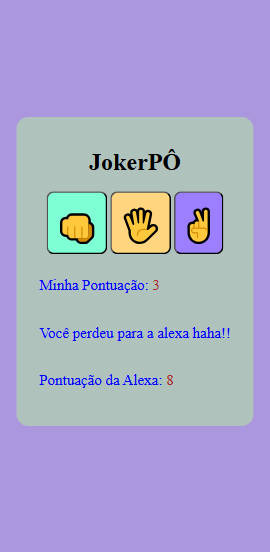 JokerPÔ
Minha Pontuação: 3
Você perdeu para a alexa haha!!
Pontuação da Alexa: 8